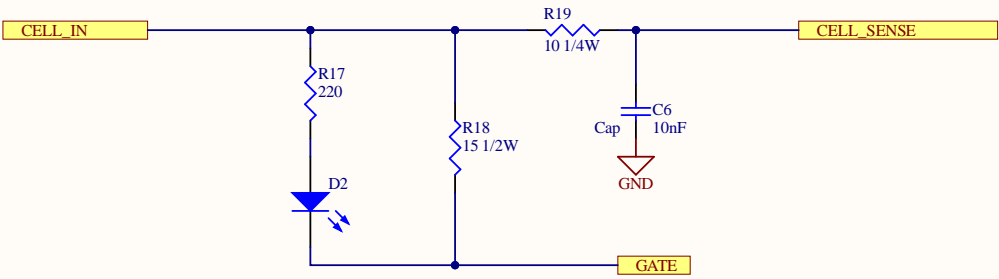 R19
CELL_IN
CELL_SENSE
10 1/4W
R17
220
C6
Cap
10nF
R18
15 1/2W
D2
GND
GATE